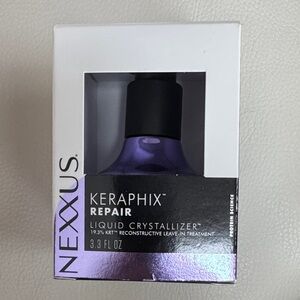 NEXXUS.
KERAPHIX™
REPAIR
LIQUID CRYSTALLIZER™
19.3% KRT™ RECONSTRUCTIVE LEAVE-IN TREATMENT
3.3 FL OZ
PROTEIN SCIENCE